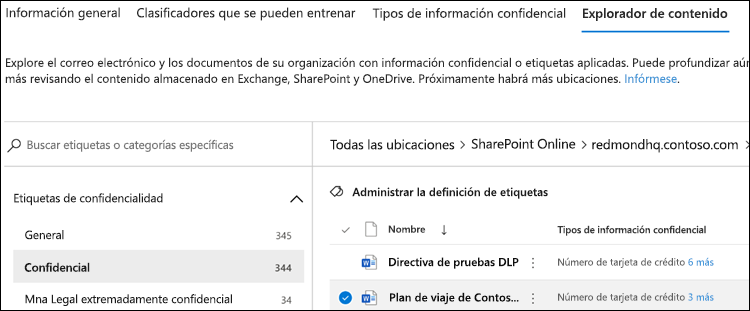 Información general Clasificadores que se pueden entrenar Tipos de información confidencial Explorador de contenido
Explore el correo electrónico y los documentos de su organización con información confidencial o etiquetas aplicadas. Puede profundizar aún
más revisando el contenido almacenado en Exchange, SharePoint y OneDrive. Próximamente habrá más ubicaciones. Infórmese.
Buscar etiquetas o categorías específicas
Todas las ubicaciones > SharePoint Online > redmondhq.contoso.com >
Etiquetas de confidencialidad
Administrar la definición de etiquetas
General 345
Nombre ↓ Tipos de información confidencial
Confidencial 344
Directiva de pruebas DLP Número de tarjeta de crédito 6 más
Mna Legal extremadamente confidencial 34
Plan de viaje de Contos... Número de tarjeta de crédito 3 más